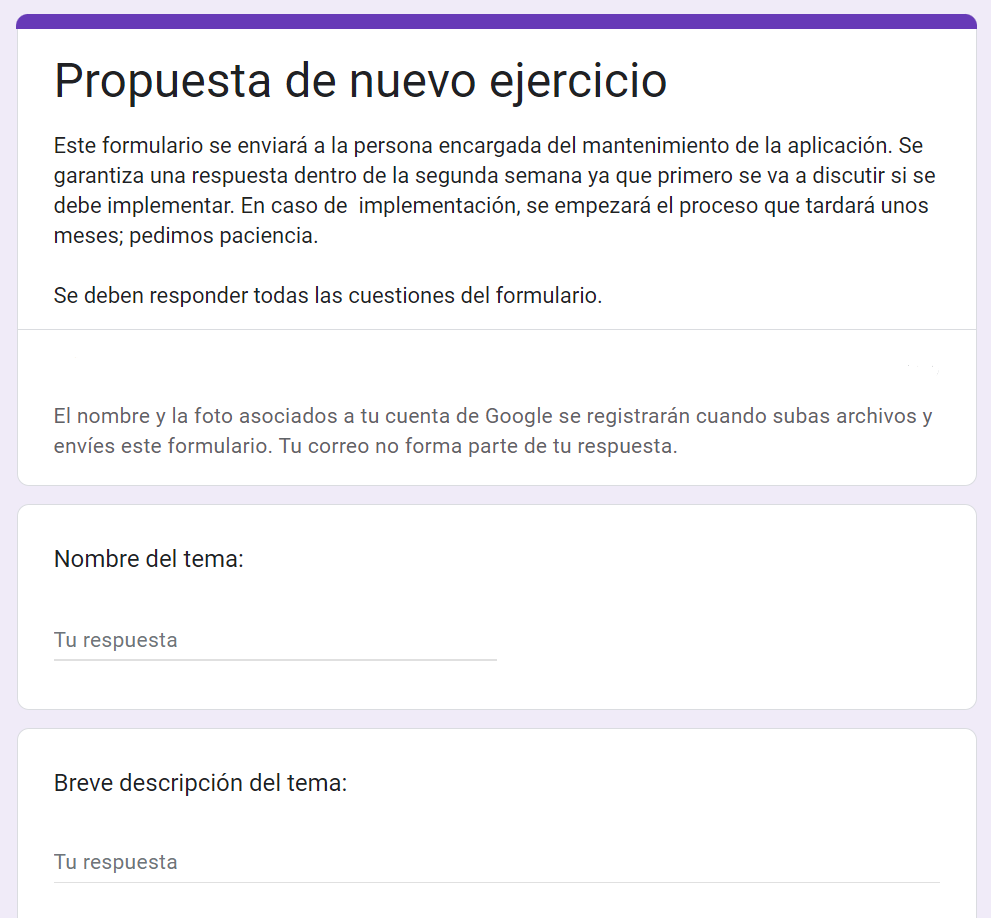 Propuesta de nuevo ejercicio
Este formulario se enviará a la persona encargada del mantenimiento de la aplicación. Se
garantiza una respuesta dentro de la segunda semana ya que primero se va a discutir si se
debe implementar. En caso de  implementación, se empezará el proceso que tardará unos
meses; pedimos paciencia.
Se deben responder todas las cuestiones del formulario.
El nombre y la foto asociados a tu cuenta de Google se registrarán cuando subas archivos y
envíes este formulario. Tu correo no forma parte de tu respuesta.
Nombre del tema:
Tu respuesta
Breve descripción del tema:
Tu respuesta